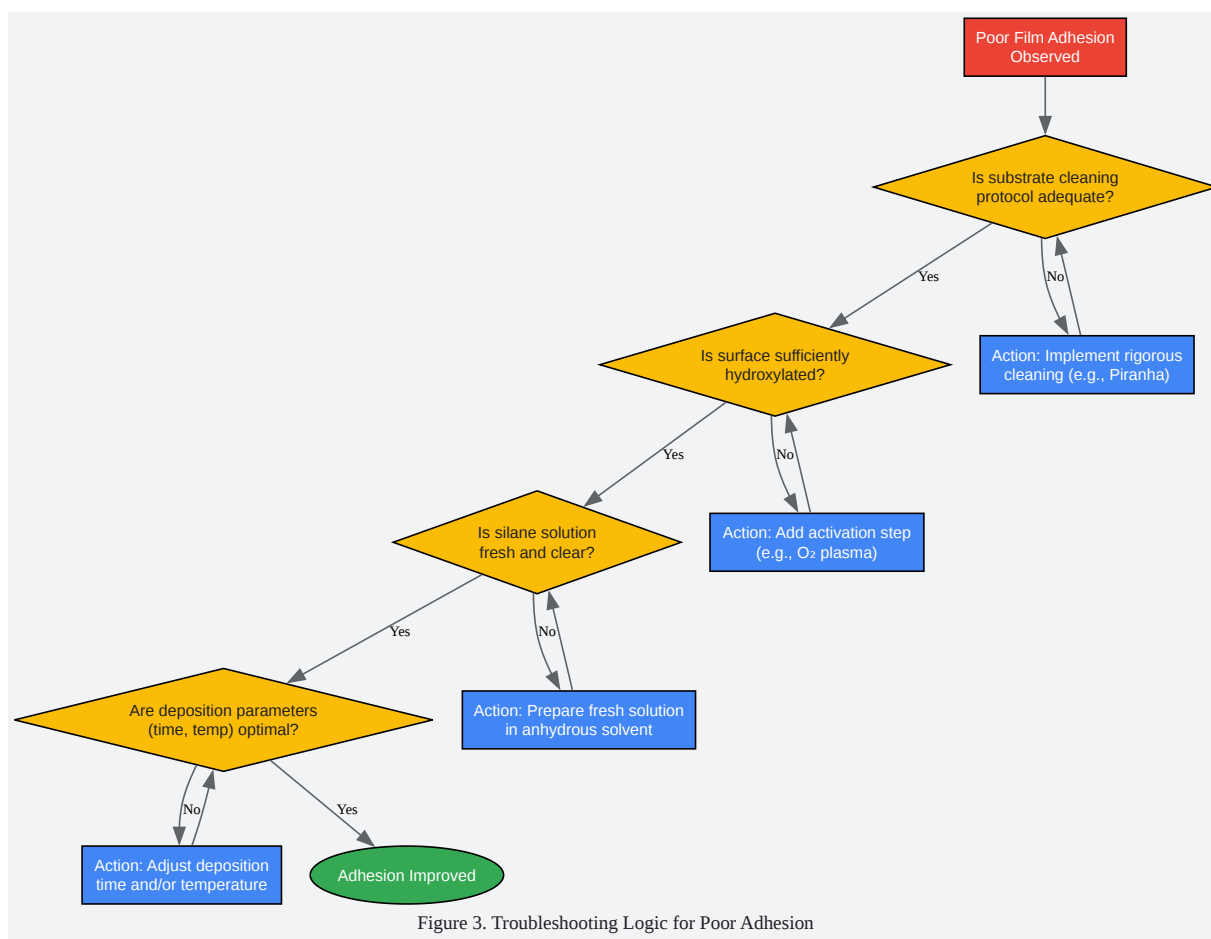 Poor Film Adhesion
Observed
Is substrate cleaning
protocol adequate?
Yes
No
Action: Implement rigorous
cleaning (e.g., Piranha)
Is surface sufficiently
hydroxylated?
Yes
No
Action: Add activation step
(e.g., O₂ plasma)
Is silane solution
fresh and clear?
Yes
No
Action: Prepare fresh solution
in anhydrous solvent
Are deposition parameters
(time, temp) optimal?
No
Yes
Action: Adjust deposition
time and/or temperature
Adhesion Improved
Figure 3. Troubleshooting Logic for Poor Adhesion